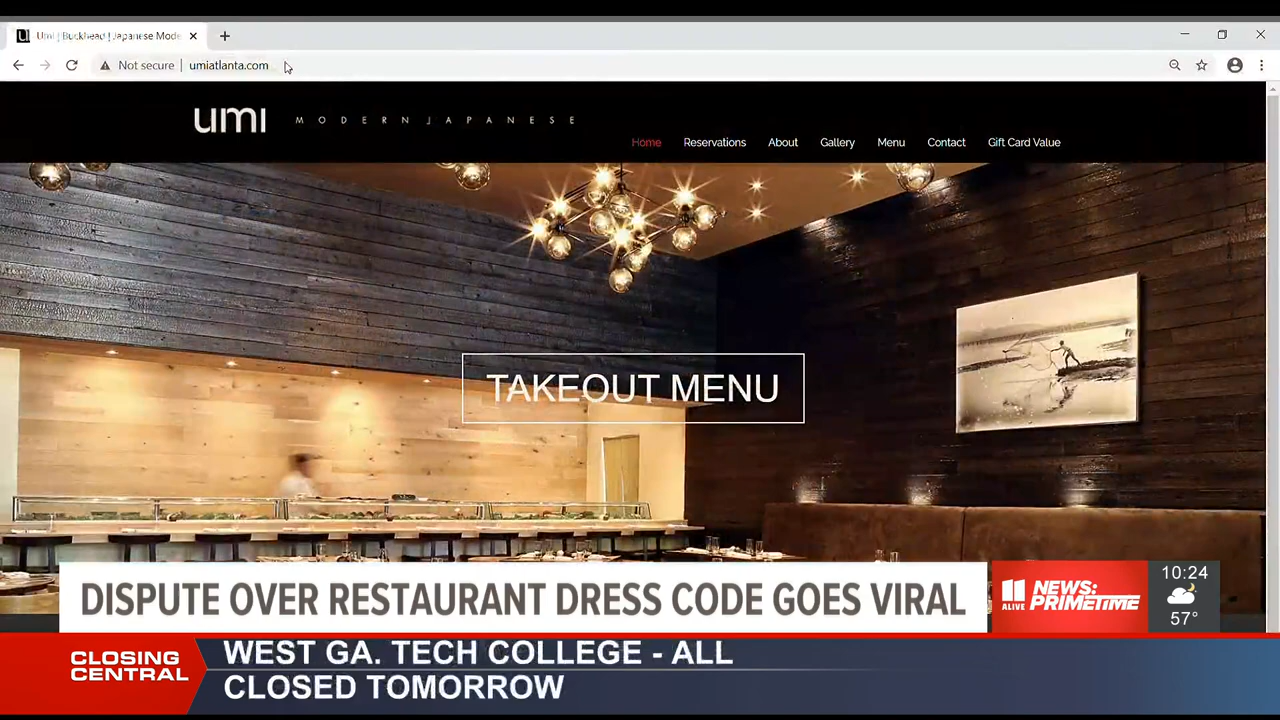 Umi | Buckhead | Japanese Mode
Not secure | umiatlanta.com
umi MODERN JAPANESE
Home Reservations About Gallery Menu Contact Gift Card Value
TAKEOUT MENU
DISPUTE OVER RESTAURANT DRESS CODE GOES VIRAL
11 ALIVE NEWS: PRIMETIME
10:24
57°
CLOSING CENTRAL
WEST GA. TECH COLLEGE - ALL
CLOSED TOMORROW